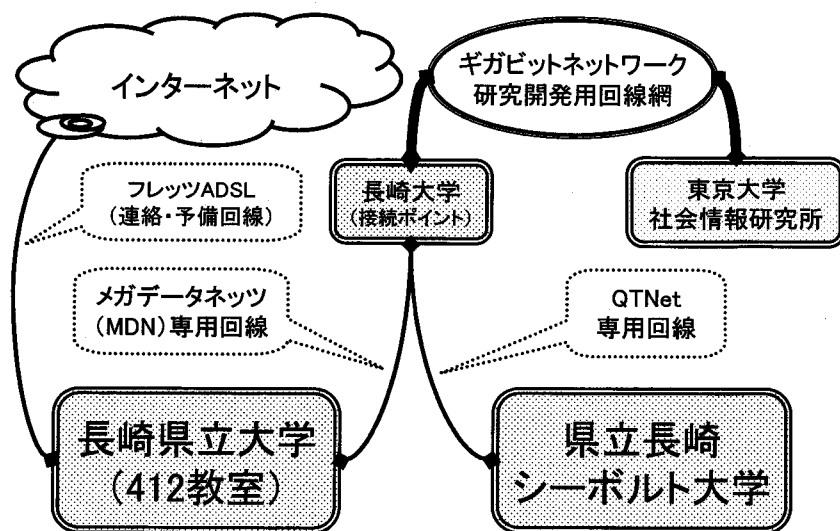 インターネット
ギガビットネットワーク
研究開発用回線網
フレッツADSL
(連絡・予備回線)
長崎大学
(接続ポイント)
東京大学
社会情報研究所
メガデータネッツ
(MDN)専用回線
QTNet
専用回線
長崎県立大学
(412教室)
県立長崎
シーボルト大学